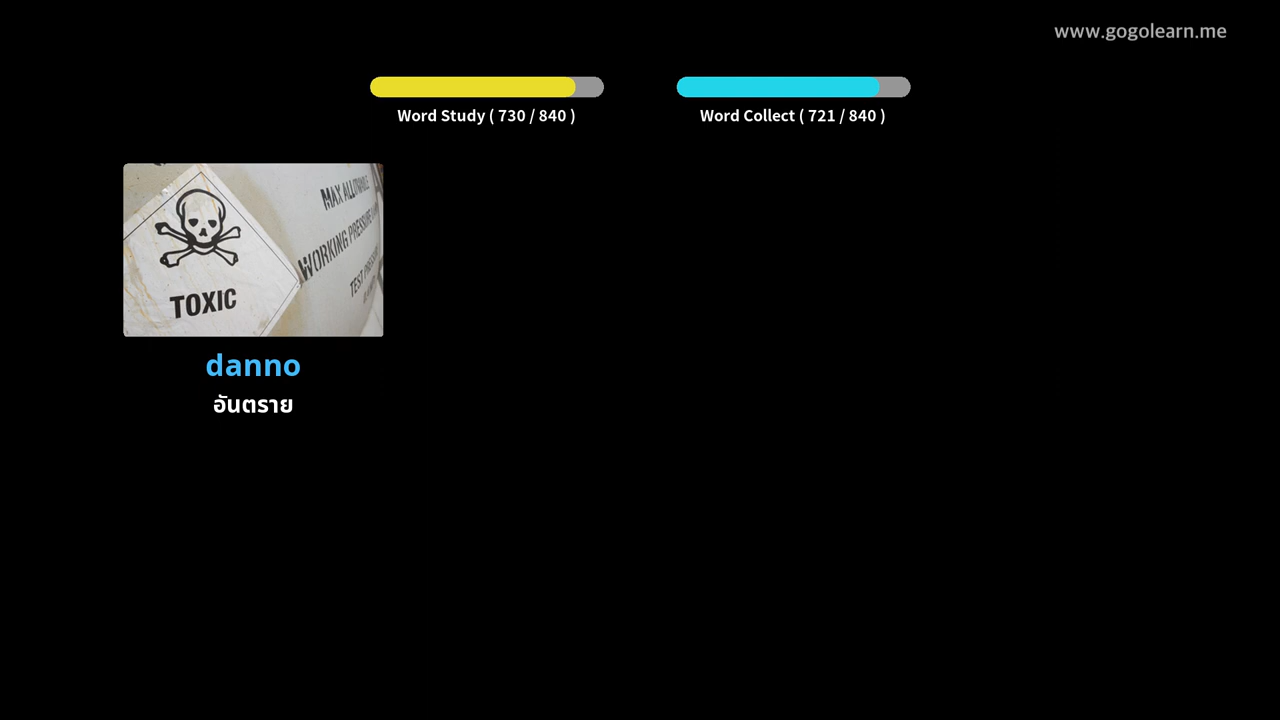 www.gogolearn.me
Word Study ( 730 / 840 )
Word Collect ( 721 / 840 )
TOXIC
MAX ALLOWABLE
WORKING PRESSURE
TEST
danno
อันตราย